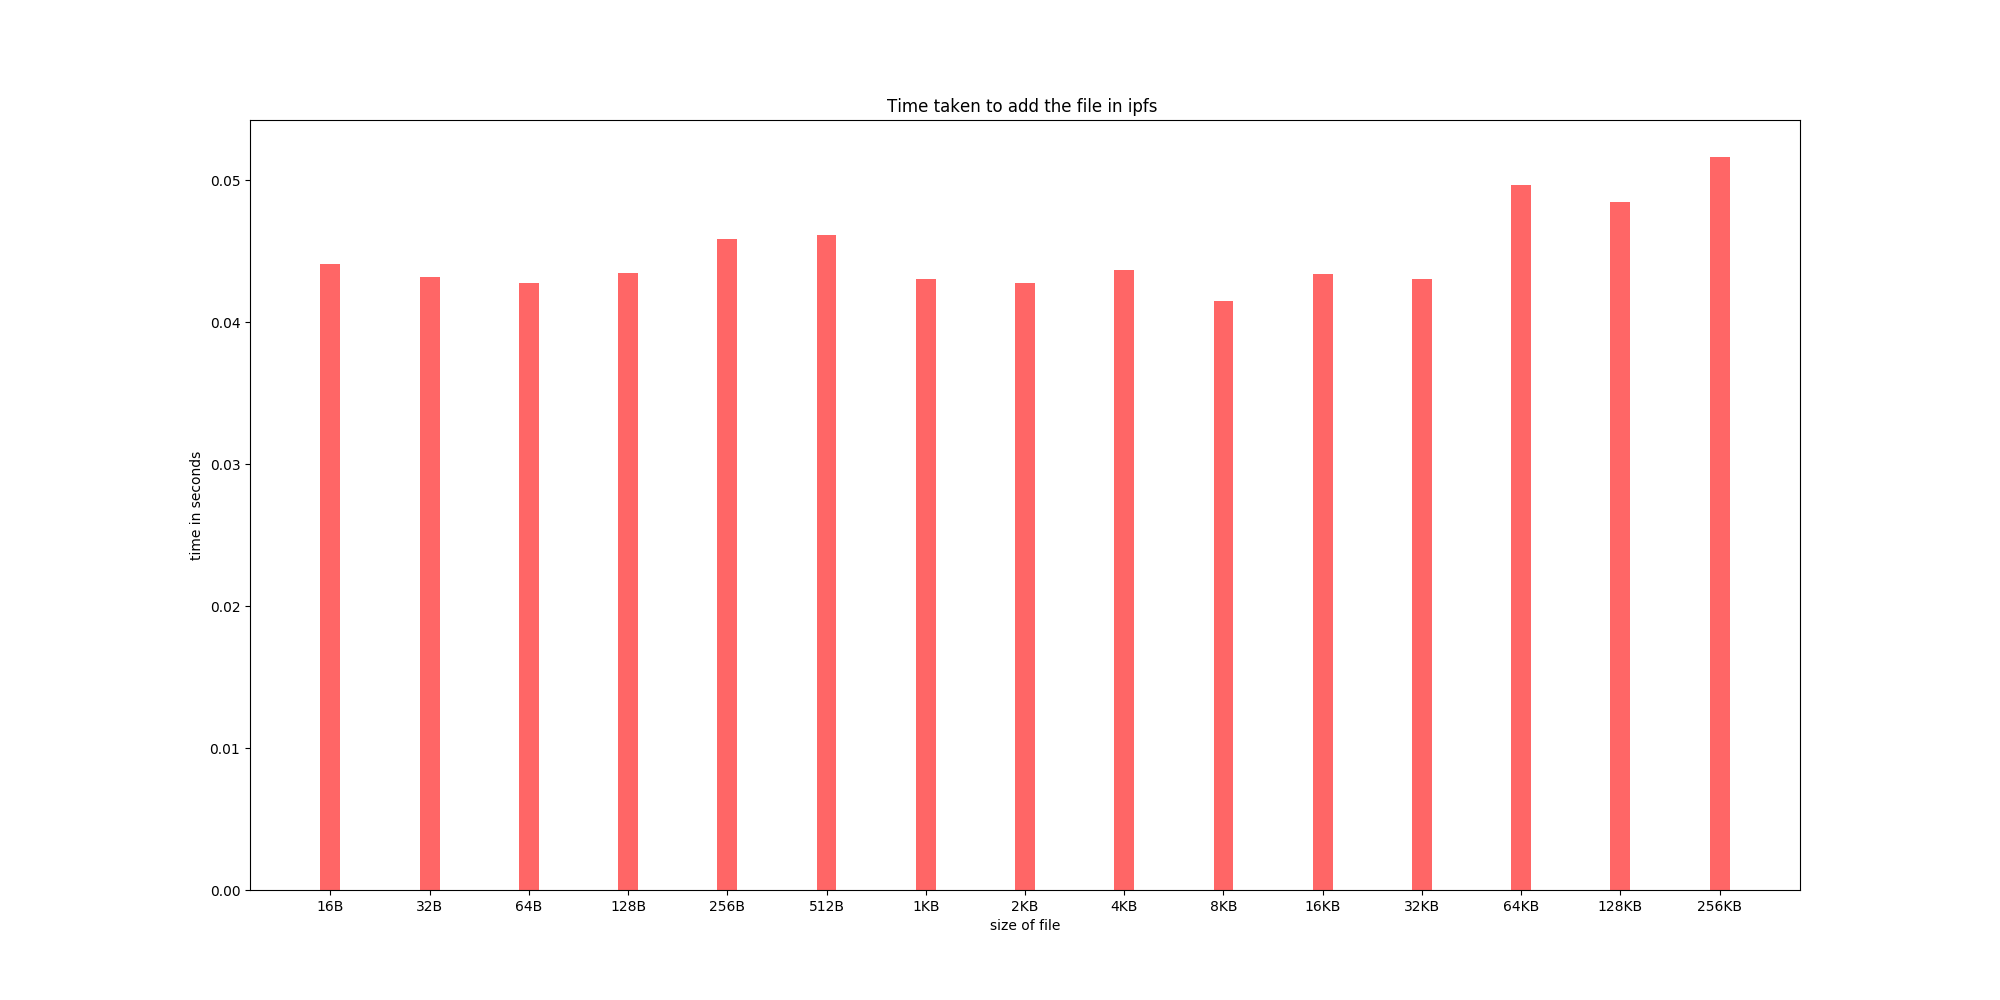 Time taken to add the file in ipfs
0.05
0.04
0.03
0.02
0.01
0.00
time in seconds
16B 32B 64B 128B 256B 512B 1KB 2KB 4KB 8KB 16KB 32KB 64KB 128KB 256KB
size of file